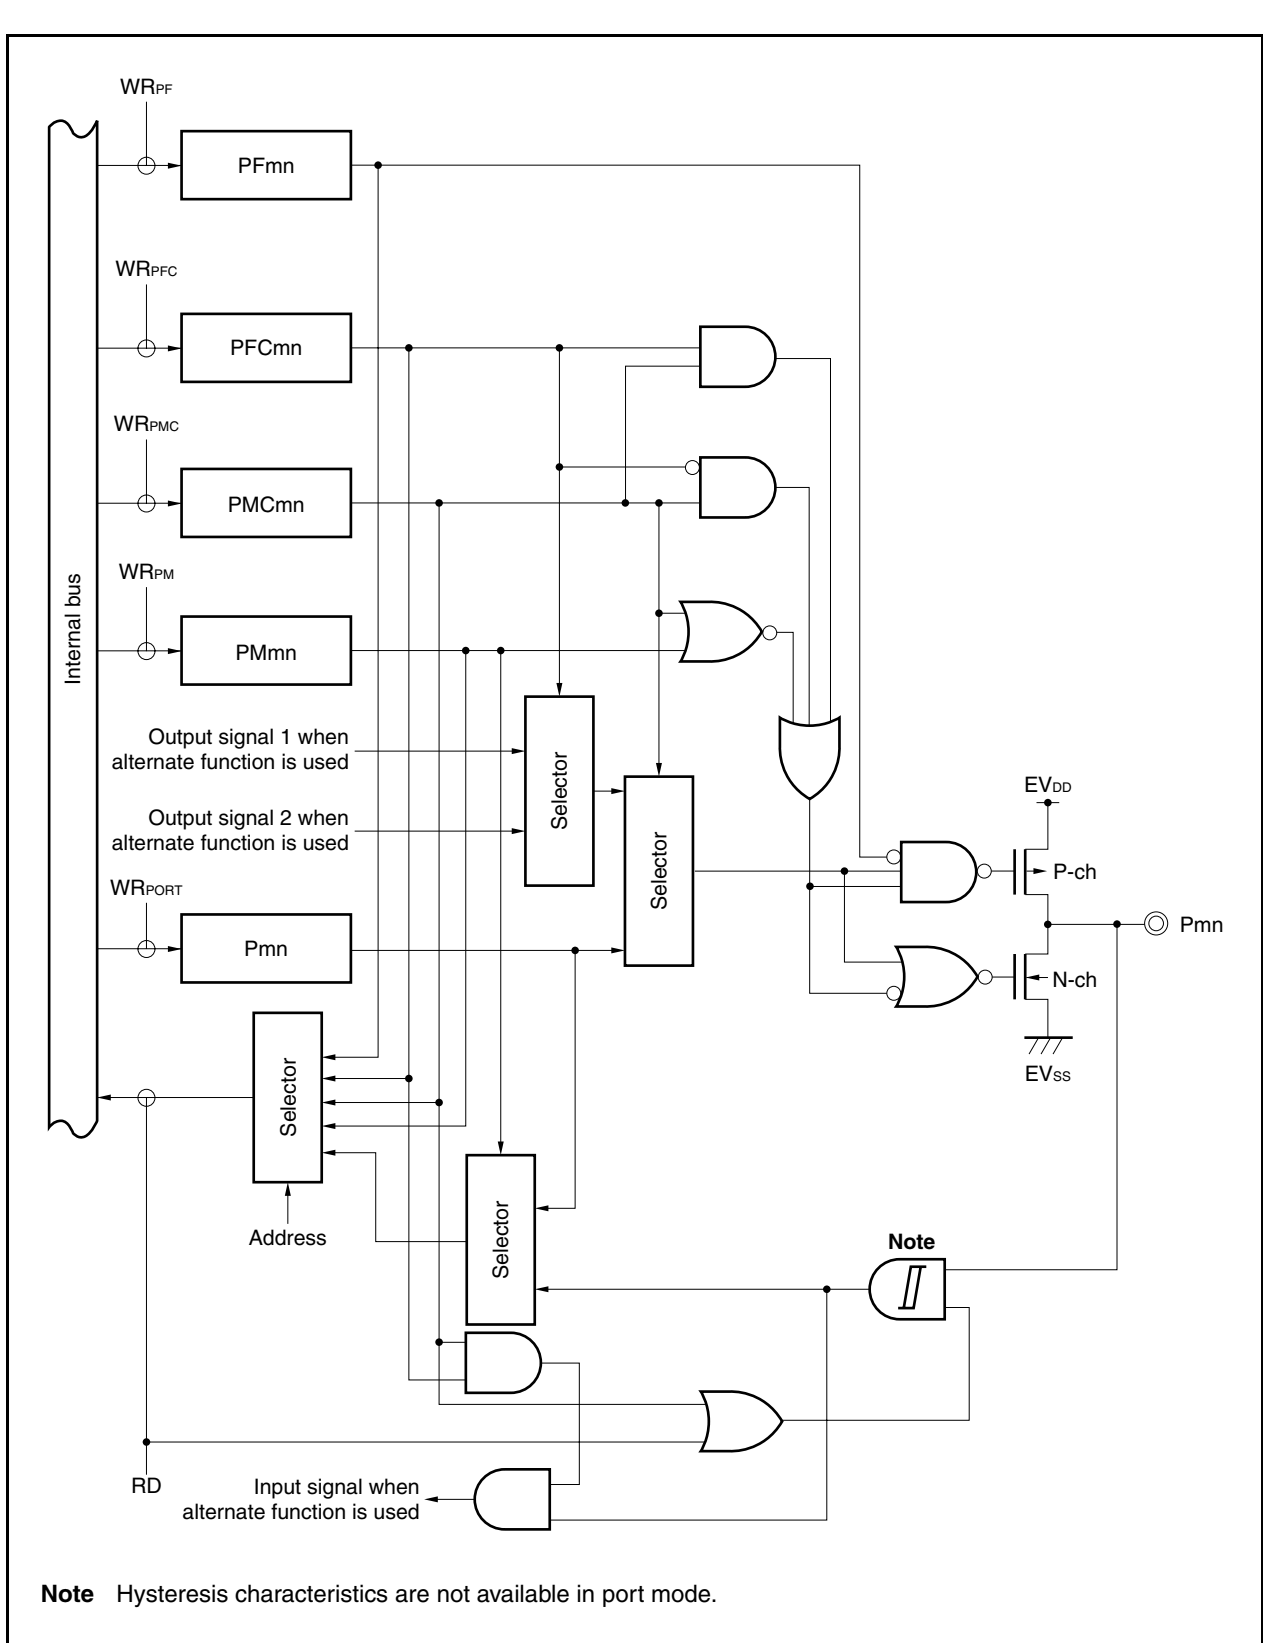 WRPF
PFmn
WRPFC
PFCmn
WRPMC
PMCmn
WRPM
PMmn
Internal bus
Output signal 1 when
alternate function is used
Output signal 2 when
alternate function is used
Selector
Selector
EVDD
P-ch
WRPORT
Pmn
Pmn
N-ch
EVSS
Selector
Address
Selector
Note
RD
Input signal when
alternate function is used
Note Hysteresis characteristics are not available in port mode.